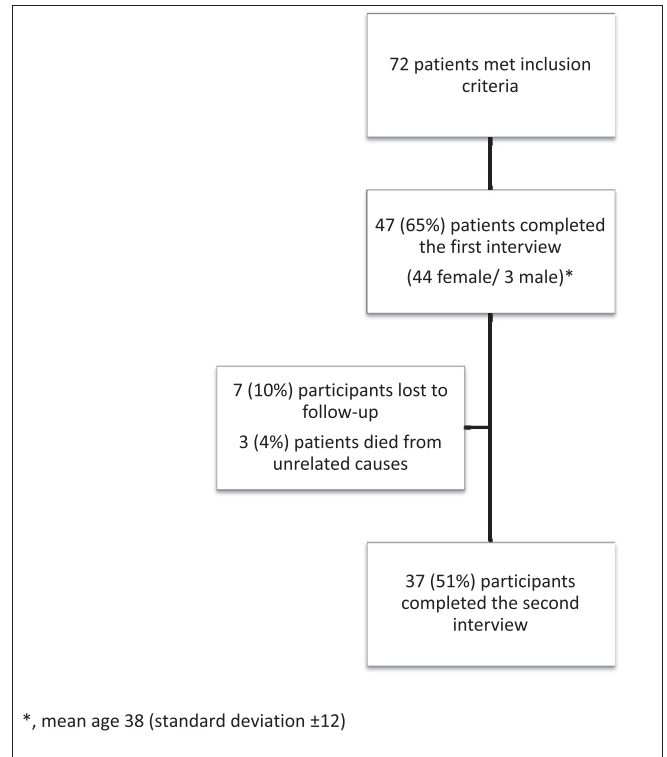 72 patients met inclusion
criteria
47 (65%) patients completed
the first interview
(44 female/ 3 male)*
7 (10%) participants lost to
follow-up
3 (4%) patients died from
unrelated causes
37 (51%) participants
completed the second
interview
*, mean age 38 (standard deviation ±12)